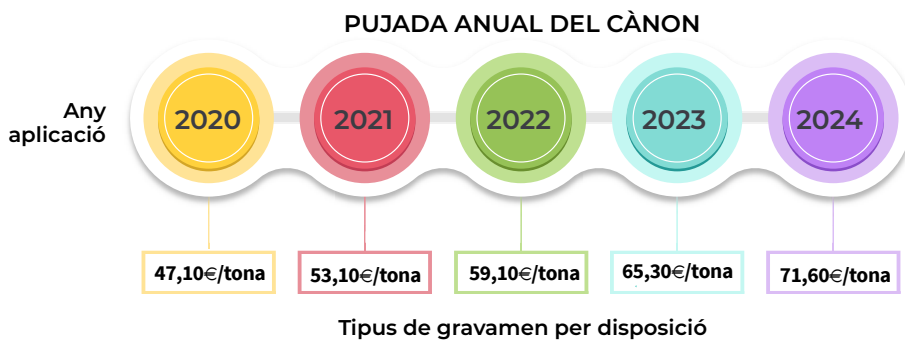 PUJADA ANUAL DEL CÀNON
Any
aplicació
2020
2021
2022
2023
2024
47,10€/tona
53,10€/tona
59,10€/tona
65,30€/tona
71,60€/tona
Tipus de gravamen per disposició